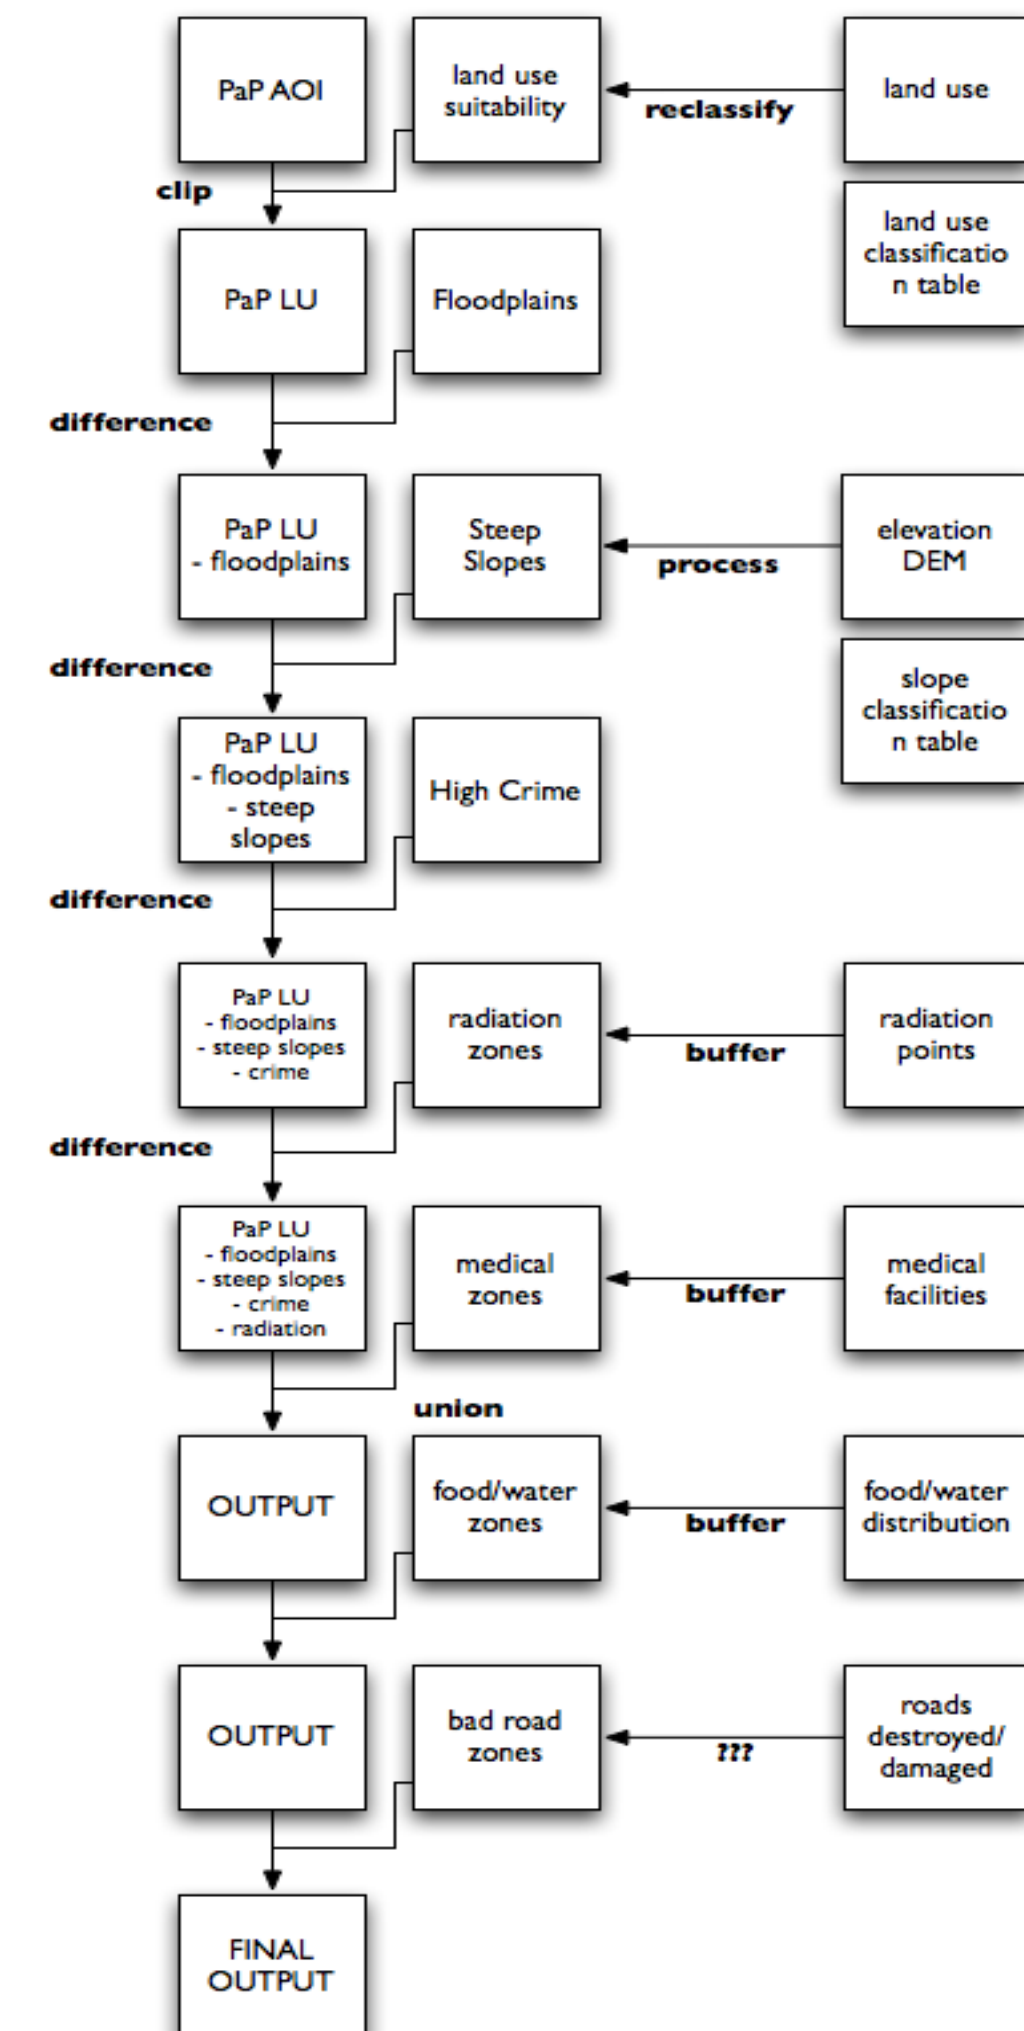 PaP AOI
land use
suitability
reclassify
land use
clip
land use
classificatio
n table
PaP LU
Floodplains
difference
PaP LU
- floodplains
Steep
Slopes
process
elevation
DEM
difference
slope
classificatio
n table
PaP LU
- floodplains
- steep
slopes
High Crime
difference
PaP LU
- floodplains
- steep slopes
- crime
radiation
zones
buffer
radiation
points
difference
PaP LU
- floodplains
- steep slopes
- crime
- radiation
medical
zones
buffer
medical
facilities
union
OUTPUT
food/water
zones
buffer
food/water
distribution
OUTPUT
bad road
zones
???
roads
destroyed/
damaged
FINAL
OUTPUT